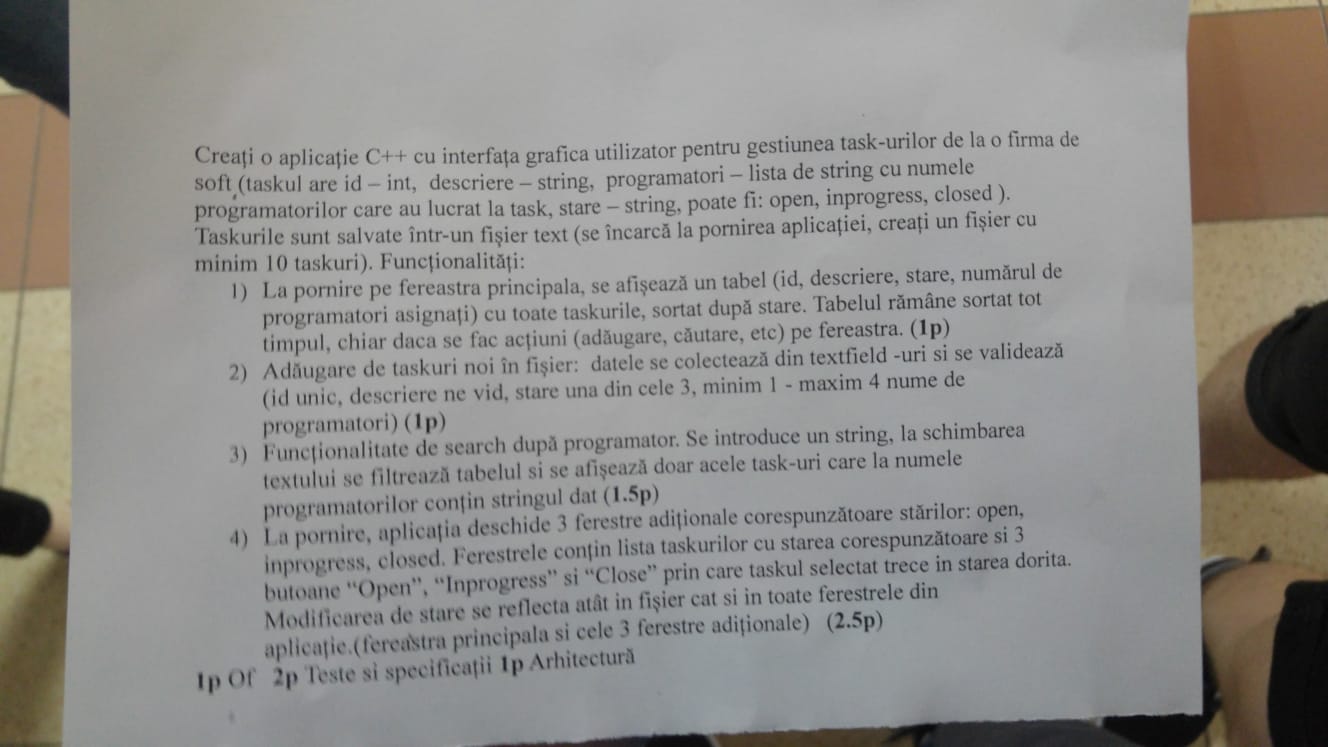 Creați o aplicație C++ cu interfața grafica utilizator pentru gestiunea task-urilor de la o firma de
soft (taskul are id – int, descriere – string, programatori – lista de string cu numele
programatorilor care au lucrat la task, stare – string, poate fi: open, inprogress, closed ).
Taskurile sunt salvate într-un fișier text (se încarcă la pornirea aplicației, creați un fișier cu
minim 10 taskuri). Funcționalități:
1) La pornire pe fereastra principala, se afișează un tabel (id, descriere, stare, numărul de
programatori asignați) cu toate taskurile, sortat după stare. Tabelul rămâne sortat tot
timpul, chiar daca se fac acțiuni (adăugare, căutare, etc) pe fereastra. (1p)
2) Adăugare de taskuri noi în fișier: datele se colectează din textfield -uri si se validează
(id unic, descriere ne vid, stare una din cele 3, minim 1 - maxim 4 nume de
programatori) (1p)
3) Funcționalitate de search după programator. Se introduce un string, la schimbarea
textului se filtrează tabelul si se afișează doar acele task-uri care la numele
programatorilor conțin stringul dat (1.5p)
4) La pornire, aplicația deschide 3 ferestre adiționale corespunzătoare stărilor: open,
inprogress, closed. Ferestrele conțin lista taskurilor cu starea corespunzătoare si 3
butoane “Open”, “Inprogress” si “Close” prin care taskul selectat trece in starea dorita.
Modificarea de stare se reflecta atât in fișier cat si in toate ferestrele din
aplicație.(fereastra principala si cele 3 ferestre adiționale) (2.5p)
1p Of 2p Teste si specificații 1p Arhitectură